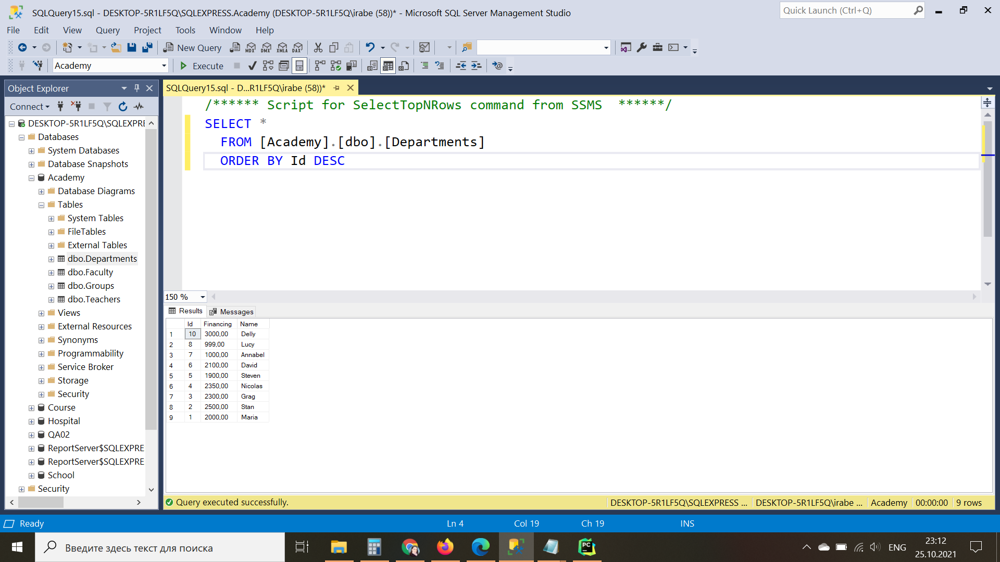 SQLQuery15.sql - DESKTOP-5R1LF5Q\SQLEXPRESS.Academy (DESKTOP-5R1LF5Q\irabe (58))* - Microsoft SQL Server Management Studio
Quick Launch (Ctrl+Q)
File Edit View Query Project Tools Window Help
New Query MDX DMX XMLA DAX
Academy Execute
Object Explorer
SQLQuery15.sql - D...R1LF5Q\irabe (58))*
Connect
DESKTOP-5R1LF5Q\SQLEXPRE
Databases
System Databases
Database Snapshots
Academy
Database Diagrams
Tables
System Tables
FileTables
External Tables
dbo.Departments
dbo.Faculty
dbo.Groups
dbo.Teachers
Views
External Resources
Synonyms
Programmability
Service Broker
Storage
Security
Course
Hospital
QA02
ReportServer$SQLEXPRE
ReportServer$SQLEXPRE
School
Security
/****** Script for SelectTopNRows command from SSMS  ******/
SELECT *
FROM [Academy].[dbo].[Departments]
ORDER BY Id DESC
150 %
Results Messages
Id Financing Name
1 10 3000,00 Delly
2 8 999,00 Lucy
3 7 1000,00 Annabel
4 6 2100,00 David
5 5 1900,00 Steven
6 4 2350,00 Nicolas
7 3 2300,00 Grag
8 2 2500,00 Stan
9 1 2000,00 Maria
Query executed successfully. DESKTOP-5R1LF5Q\SQLEXPRESS ... DESKTOP-5R1LF5Q\irabe ... Academy 00:00:00 9 rows
Ready Ln 4 Col 19 Ch 19 INS
Введите здесь текст для поиска
PC
ENG
23:12
25.10.2021